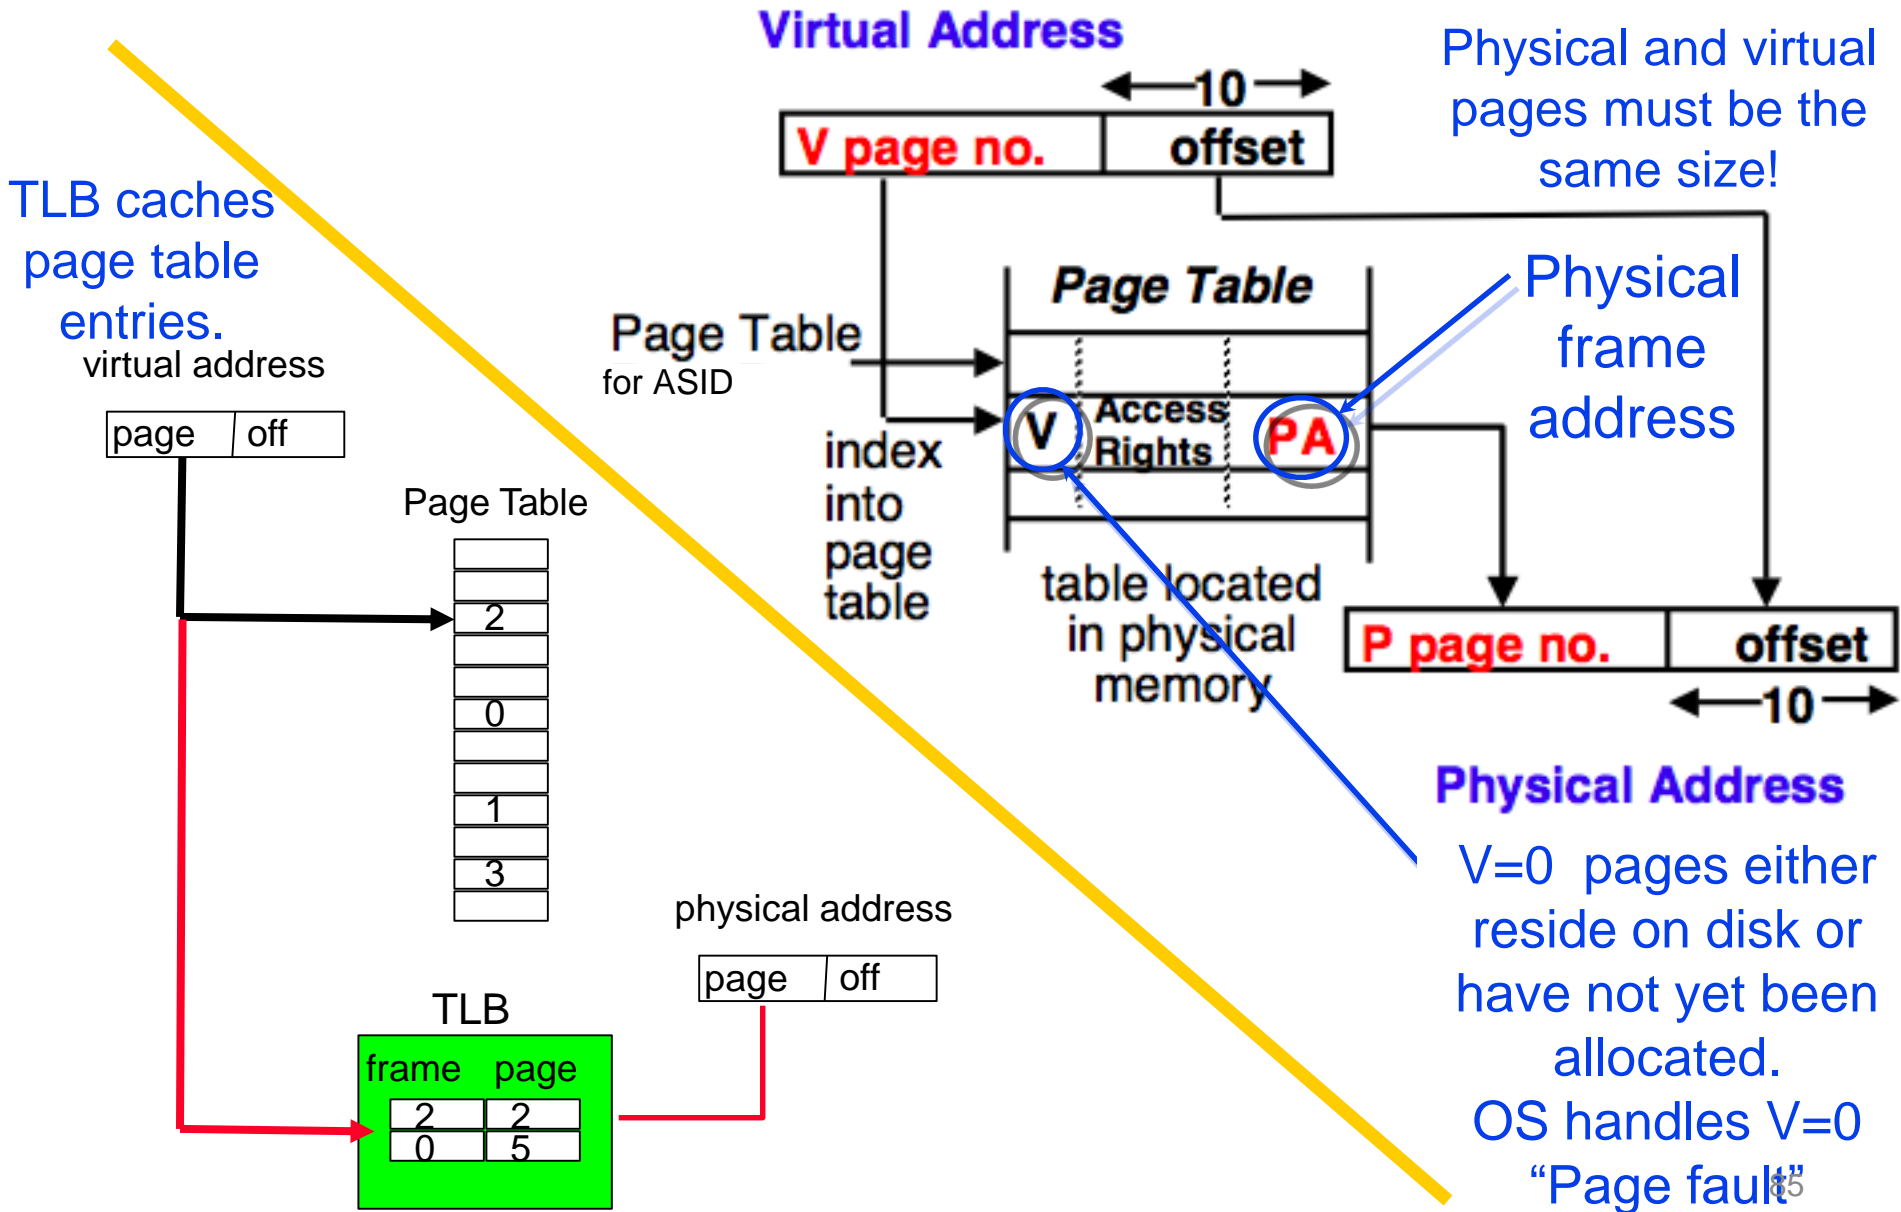 TLB caches
page table
entries.
virtual address
page off
Page Table
2
0
1
3
TLB
frame page
2 2
0 5
physical address
page off
Virtual Address
10
V page no. offset
Physical and virtual
pages must be the
same size!
Page Table
for ASID
Page Table
V Access Rights PA
index
into
page
table
table located
in physical
memory
Physical
frame
address
P page no. offset
10
Physical Address
V=0 pages either
reside on disk or
have not yet been
allocated.
OS handles V=0
“Page fault”
85